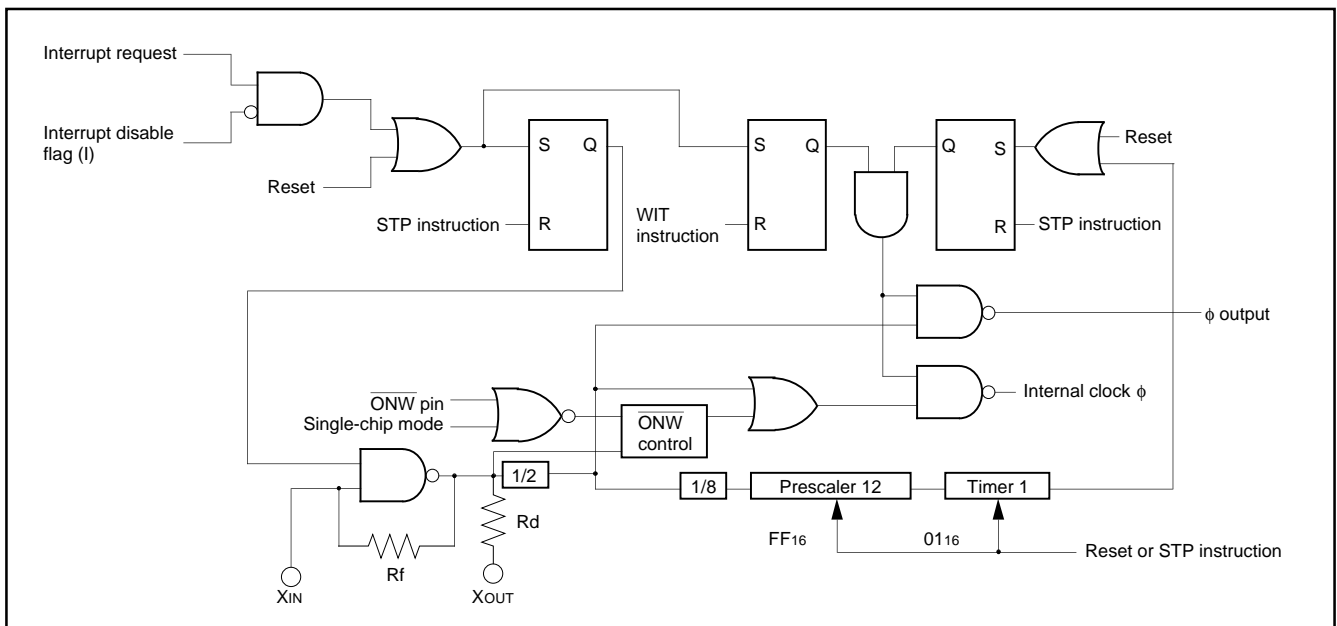 Interrupt request
Interrupt disable
flag (I)
Reset
S Q
R
STP instruction
S Q
R
WIT
instruction
Q S
R
Reset
STP instruction
ϕ output
Internal clock ϕ
O̅N̅W̅ pin
Single-chip mode
O̅N̅W̅
control
1/2
1/8
Prescaler 12
Timer 1
Rd
Rf
FF16
0116
Reset or STP instruction
XIN
XOUT